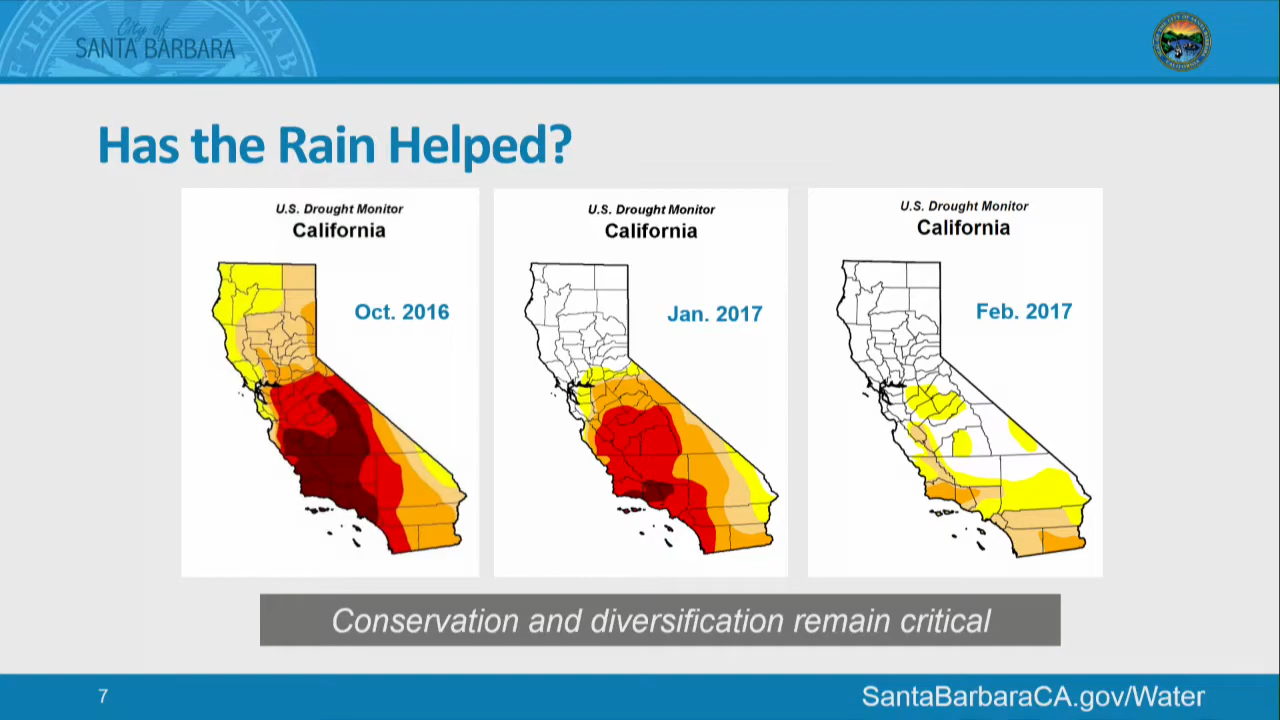 City of
SANTA BARBARA
Has the Rain Helped?
U.S. Drought Monitor
California
Oct. 2016
U.S. Drought Monitor
California
Jan. 2017
U.S. Drought Monitor
California
Feb. 2017
Conservation and diversification remain critical
7
SantaBarbaraCA.gov/Water